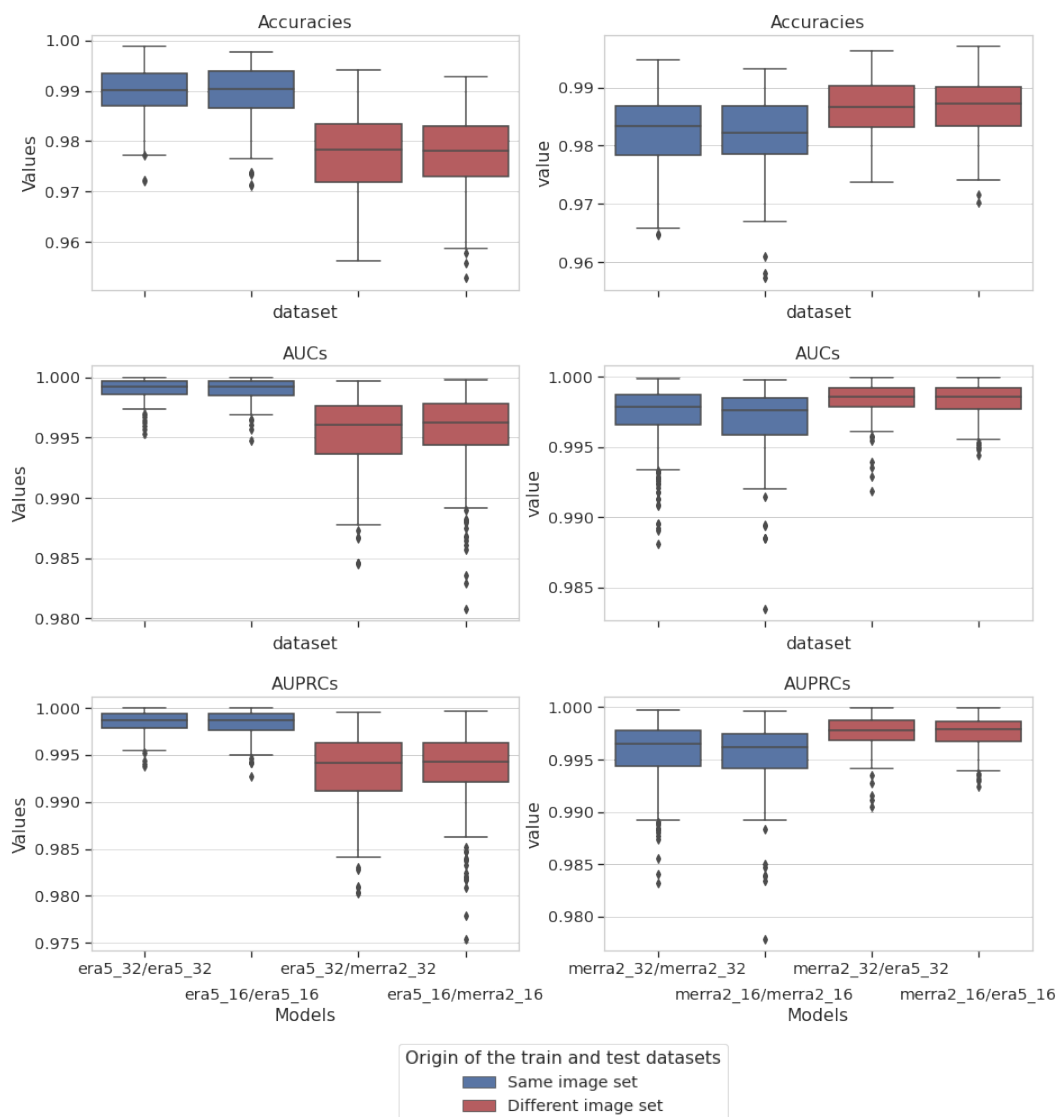 Accuracies
1.00
0.99
0.98
0.97
0.96
Values
dataset
Accuracies
0.99
0.98
0.97
0.96
value
dataset
AUCs
1.000
0.995
0.990
0.985
0.980
Values
dataset
AUCs
1.000
0.995
0.990
0.985
value
dataset
AUPRCs
1.000
0.995
0.990
0.985
0.980
0.975
Values
era5_32/era5_32
era5_32/merra2_32
era5_16/era5_16
era5_16/merra2_16
Models
AUPRCs
1.000
0.995
0.990
0.985
0.980
value
merra2_32/merra2_32
merra2_32/era5_32
merra2_16/merra2_16
merra2_16/era5_16
Models
Origin of the train and test datasets
Same image set
Different image set